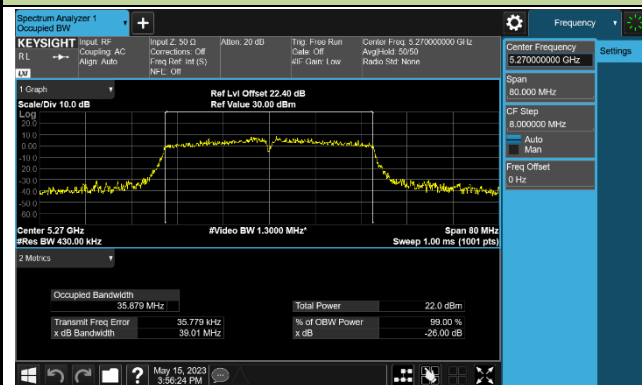 Spectrum Analyzer 1
Occupied BW
Frequency
KEYSIGHT
RL
LXI
Input: RF
Coupling: AC
Align: Auto
Input Z: 50 Ω
Corrections: Off
Freq Ref: Int (S)
NFE: Off
Atten: 20 dB
Trig: Free Run
Gate: Off
#IF Gain: Low
Center Freq: 5.270000000 GHz
Avg|Hold: 50/50
Radio Std: None
Center Frequency
5.270000000 GHz
Settings
Span
80.000 MHz
CF Step
8.000000 MHz
Auto
Man
Freq Offset
0 Hz
1 Graph
Scale/Div 10.0 dB
Ref Lvl Offset 22.40 dB
Ref Value 30.00 dBm
Log
20.0
10.0
0.00
-10.0
-20.0
-30.0
-40.0
-50.0
-60.0
Center 5.27 GHz
#Video BW 1.3000 MHz*
Span 80 MHz
#Res BW 430.00 kHz
Sweep 1.00 ms (1001 pts)
2 Metrics
Occupied Bandwidth
35.879 MHz
Total Power 22.0 dBm
Transmit Freq Error 35.779 kHz
% of OBW Power 99.00 %
x dB Bandwidth 39.01 MHz
x dB -26.00 dB
?
May 15, 2023
3:56:24 PM